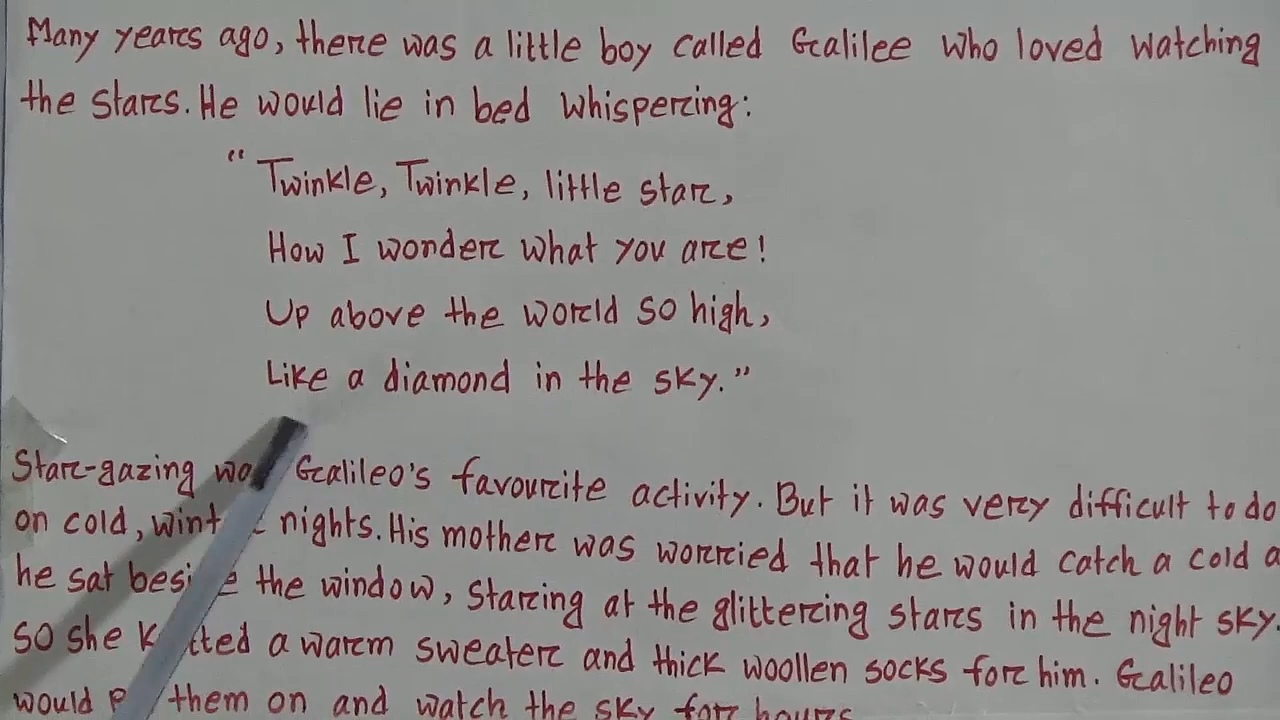 Many years ago, there was a little boy called Galilee who loved watching
the stars. He would lie in bed whispering:
“Twinkle, Twinkle, little star,
How I wonder what you are!
Up above the world so high,
Like a diamond in the sky.”
Star-gazing Galileo's favourite activity. But it was very difficult to do
on cold, nights. His mother was worried that he would catch a cold a
he sat beside the window, staring at the glittering stars in the night sky.
so she a warm sweater and thick woollen socks for him. Galileo
would them on and watch the sky for hours